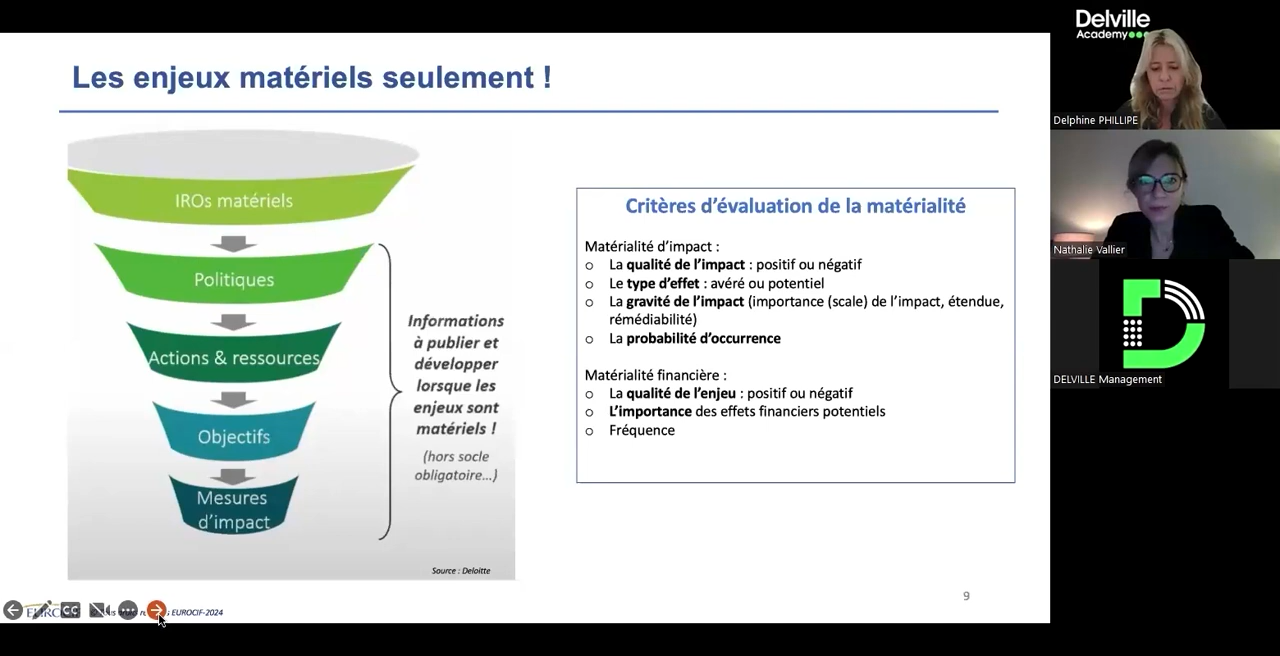 Les enjeux matériels seulement !
IROs matériels
Politiques
Actions & ressources
Objectifs
Mesures
d'impact
Informations
à publier et
développer
lorsque les
enjeux sont
matériels !
(hors socle
obligatoire...)
Source : Deloitte
Critères d'évaluation de la matérialité
Matérialité d'impact :
o La qualité de l'impact : positif ou négatif
o Le type d'effet : avéré ou potentiel
o La gravité de l'impact (importance (scale) de l'impact, étendue,
rémédiabilité)
o La probabilité d'occurrence
Matérialité financière :
o La qualité de l'enjeu : positif ou négatif
o L'importance des effets financiers potentiels
o Fréquence
EUROCIF-2024
9
Delville
Academy
Delphine PHILLIPE
Nathalie Vallier
DELVILLE Management